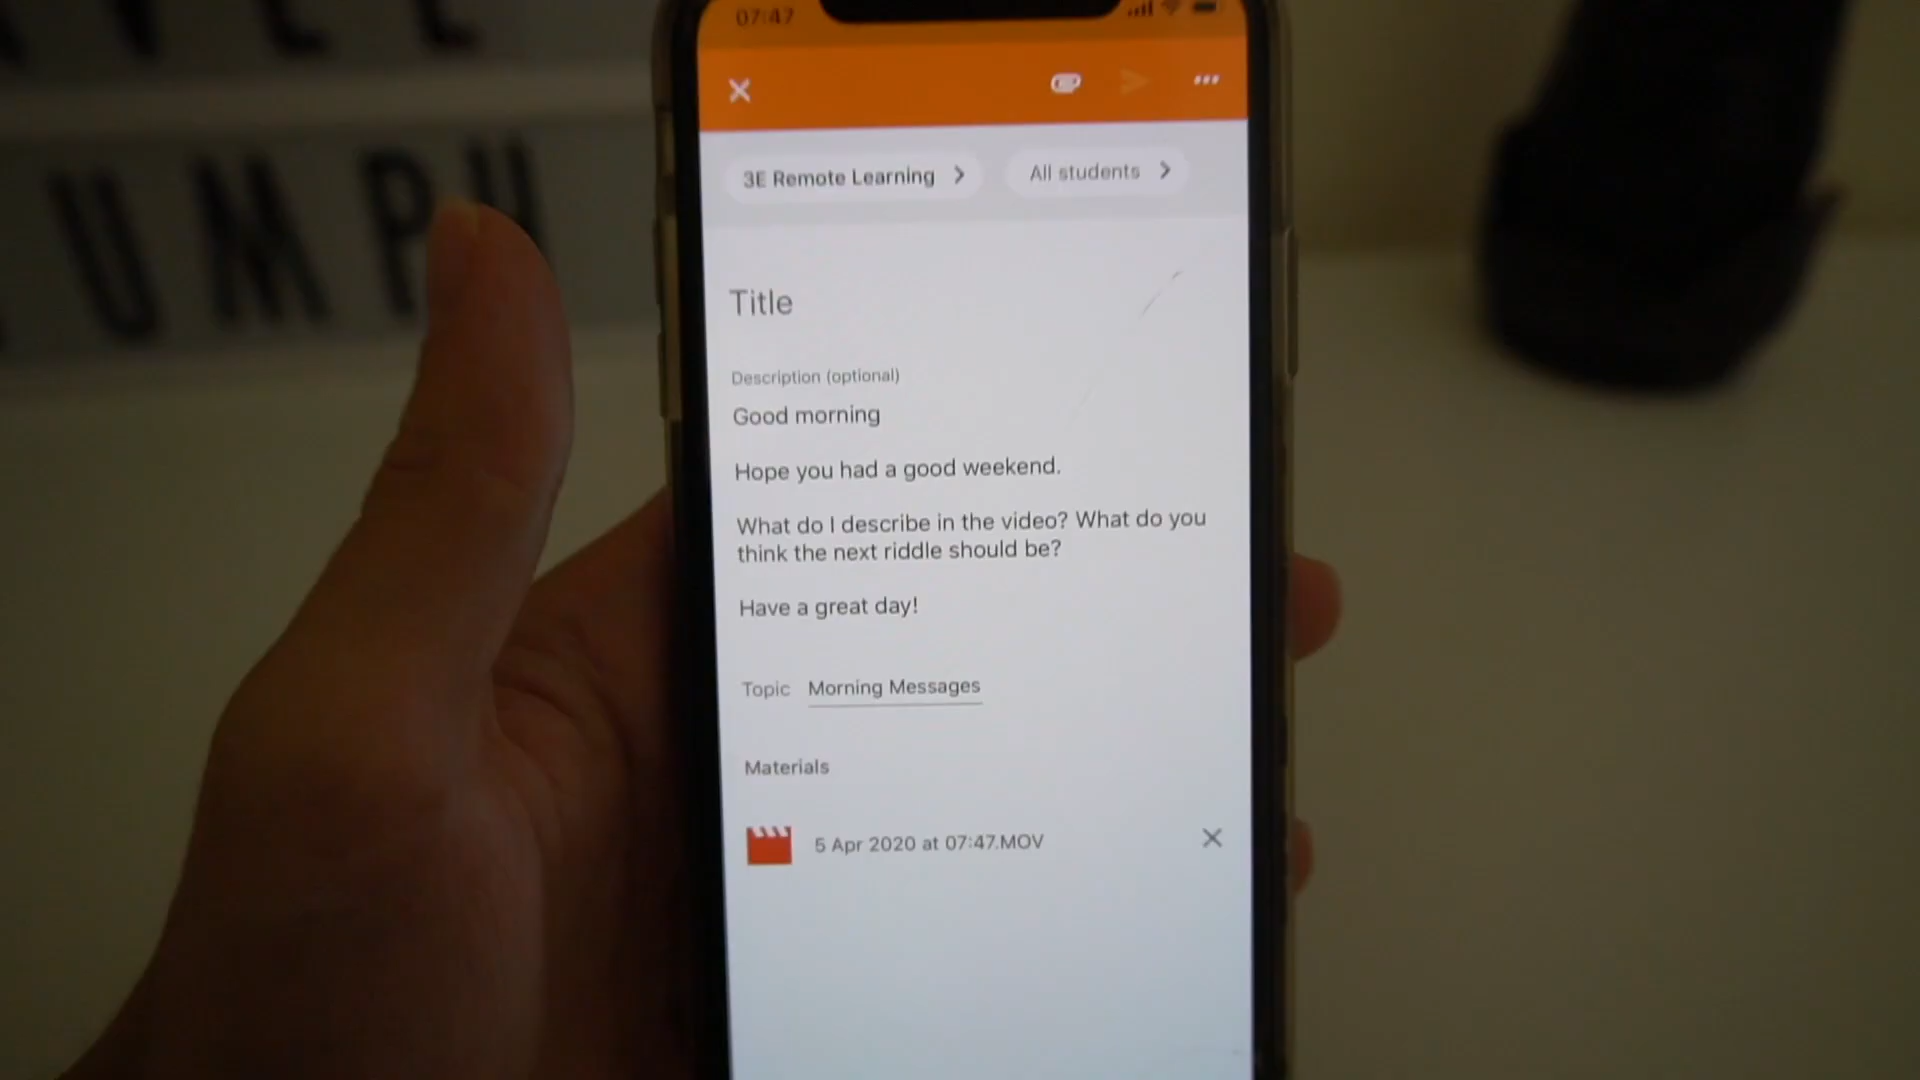 07:47
3E Remote Learning
All students
Title
Description (optional)
Good morning
Hope you had a good weekend.
What do I describe in the video? What do you
think the next riddle should be?
Have a great day!
Topic Morning Messages
Materials
5 Apr 2020 at 07:47.MOV
UMPH